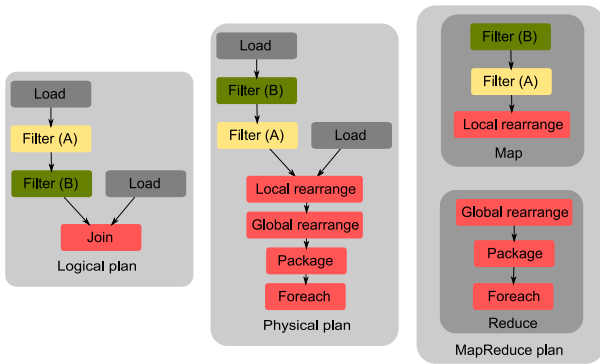 Load
Filter (A)
Filter (B)
Load
Join
Logical plan
Load
Filter (B)
Filter (A)
Load
Local rearrange
Global rearrange
Package
Foreach
Physical plan
Filter (B)
Filter (A)
Local rearrange
Map
Global rearrange
Package
Foreach
Reduce
MapReduce plan